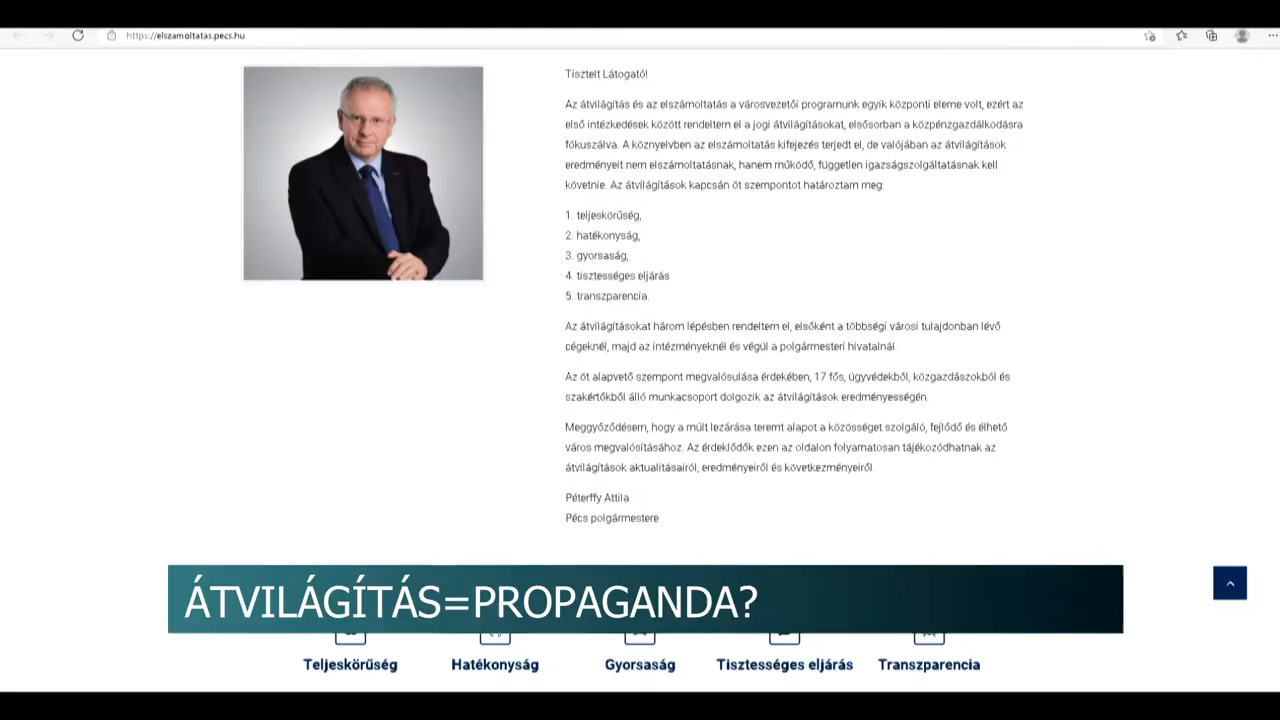 https://elszamoltatas.pecs.hu
Tisztelt Látogató!
Az átvilágítás és az elszámoltatás a városvezetői programunk egyik központi eleme volt, ezért az
első intézkedések között rendeltem el a jogi átvilágításokat, elsősorban a közpénzgazdálkodásra
fókuszálva. A köznyelvben az elszámoltatás kifejezés terjedt el, de valójában az átvilágítások
eredményeit nem elszámoltatásnak, hanem működő, független igazságszolgáltatásnak kell
követnie. Az átvilágítások kapcsán öt szempontot határoztam meg:
1. teljeskörűség,
2. hatékonyság,
3. gyorsaság,
4. tisztességes eljárás
5. transzparencia.
Az átvilágításokat három lépésben rendeltem el, elsőként a többségi városi tulajdonban lévő
cégeknél, majd az intézményeknél és végül a polgármesteri hivatalnál.
Az öt alapvető szempont megvalósulása érdekében, 17 fős, ügyvédekből, közgazdászokból és
szakértőkből álló munkacsoport dolgozik az átvilágítások eredményességén.
Meggyőződésem, hogy a múlt lezárása teremt alapot a közösséget szolgáló, fejlődő és élhető
város megvalósításához. Az érdeklődők ezen az oldalon folyamatosan tájékozódhatnak az
átvilágítások aktualitásairól, eredményeiről és következményeiről.
Péterffy Attila
Pécs polgármestere
ÁTVILÁGÍTÁS=PROPAGANDA?
Teljeskörűség Hatékonyság Gyorsaság Tisztességes eljárás Transzparencia